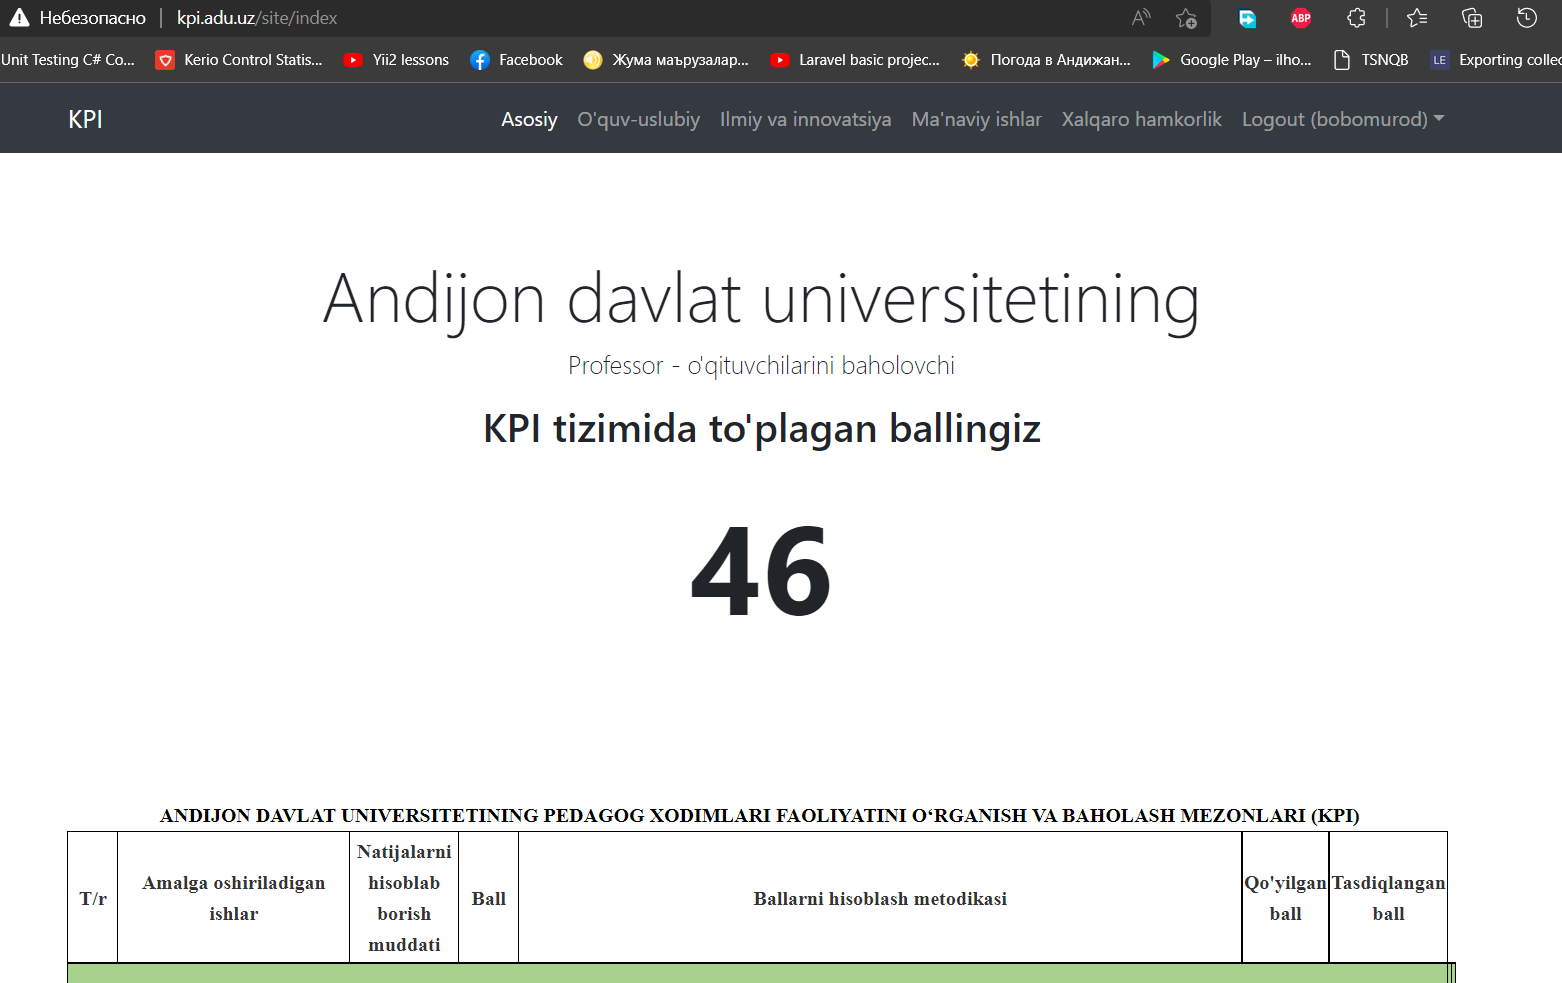 Небезопасно | kpi.adu.uz/site/index
Unit Testing C# Co... Kerio Control Statis... Yii2 lessons Facebook Жума маърузалар... Laravel basic projec... Погода в Андижан... Google Play – ilho... TSNQB LE Exporting collec
ABP
KPI Asosiy O'quv-uslubiy Ilmiy va innovatsiya Ma'naviy ishlar Xalqaro hamkorlik Logout (bobomurod)
Andijon davlat universitetining
Professor - o'qituvchilarini baholovchi
KPI tizimida to'plagan ballingiz
46
ANDIJON DAVLAT UNIVERSITETINING PEDAGOG XODIMLARI FAOLIYATINI O‘RGANISH VA BAHOLASH MEZONLARI (KPI)
T/r
Amalga oshiriladigan
ishlar
Natijalarni
hisoblab
borish
muddati
Ball
Ballarni hisoblash metodikasi
Qo'yilgan
ball
Tasdiqlangan
ball